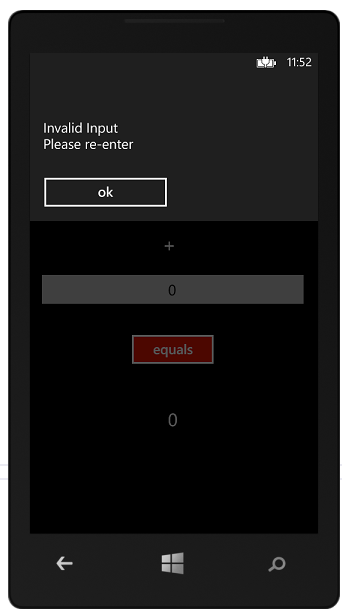 11:52
Invalid Input
Please re-enter
ok
+
0
equals
0